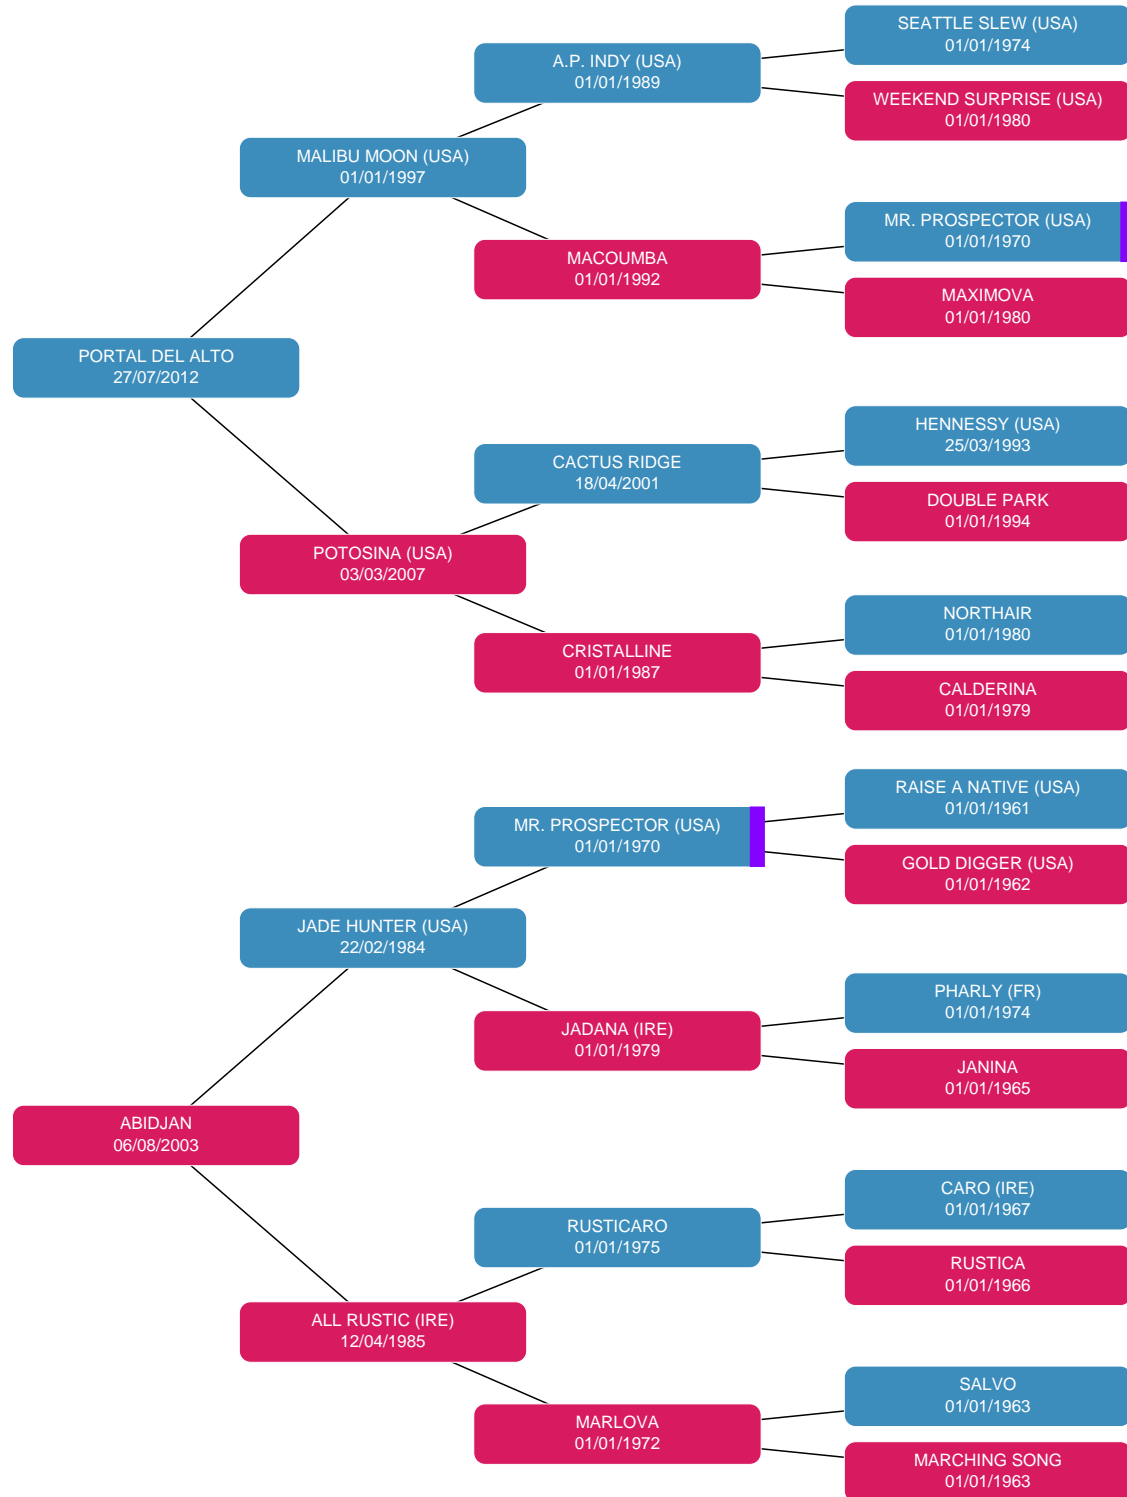 SEATTLE SLEW (USA)
01/01/1974
A.P. INDY (USA)
01/01/1989
WEEKEND SURPRISE (USA)
01/01/1980
MALIBU MOON (USA)
01/01/1997
MR. PROSPECTOR (USA)
01/01/1970
MACOUMBA
01/01/1992
MAXIMOVA
01/01/1980
PORTAL DEL ALTO
27/07/2012
HENNESSY (USA)
25/03/1993
CACTUS RIDGE
18/04/2001
DOUBLE PARK
01/01/1994
POTOSINA (USA)
03/03/2007
NORTHAIR
01/01/1980
CRISTALLINE
01/01/1987
CALDERINA
01/01/1979
RAISE A NATIVE (USA)
01/01/1961
MR. PROSPECTOR (USA)
01/01/1970
GOLD DIGGER (USA)
01/01/1962
JADE HUNTER (USA)
22/02/1984
PHARLY (FR)
01/01/1974
JADANA (IRE)
01/01/1979
JANINA
01/01/1965
ABIDJAN
06/08/2003
CARO (IRE)
01/01/1967
RUSTICARO
01/01/1975
RUSTICA
01/01/1966
ALL RUSTIC (IRE)
12/04/1985
SALVO
01/01/1963
MARLOVA
01/01/1972
MARCHING SONG
01/01/1963